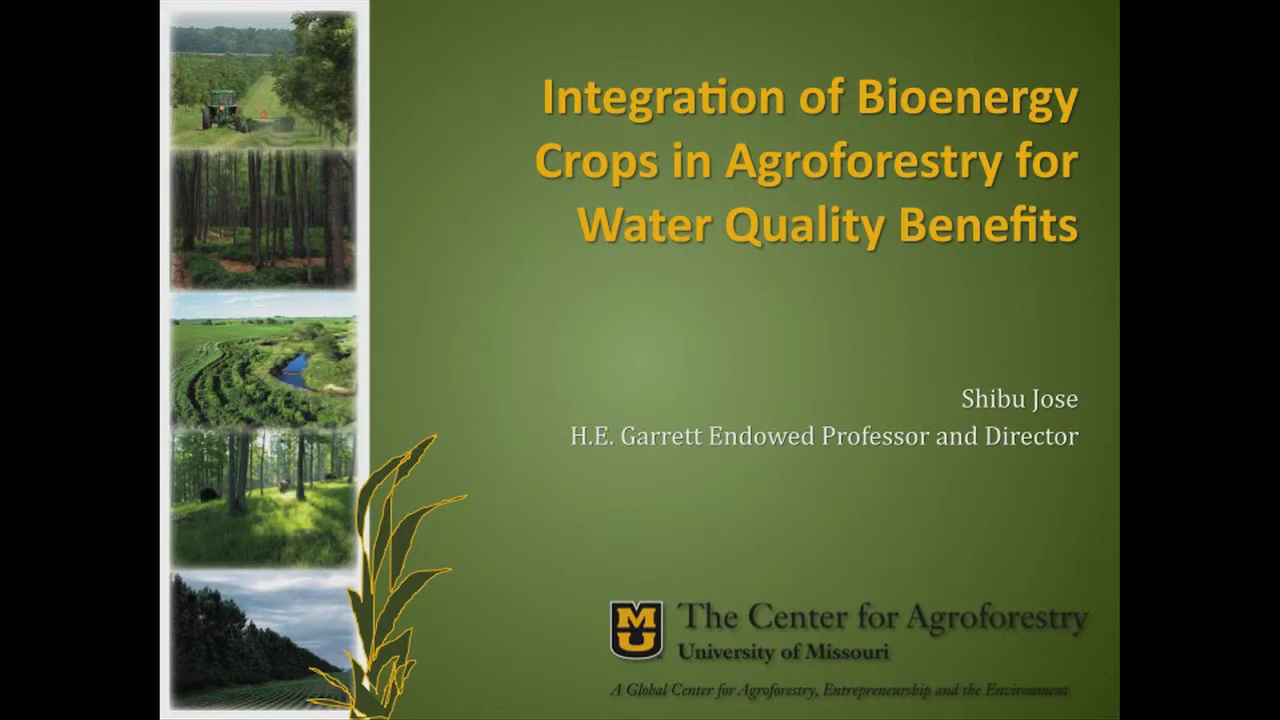 Integration of Bioenergy
Crops in Agroforestry for
Water Quality Benefits
Shibu Jose
H.E. Garrett Endowed Professor and Director
MU
The Center for Agroforestry
University of Missouri
A Global Center for Agroforestry, Entrepreneurship and the Environment